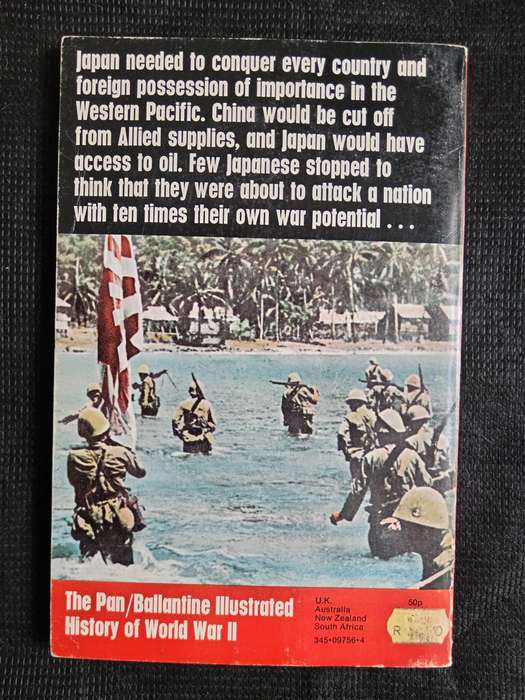 Japan needed to conquer every country and
foreign possession of importance in the
Western Pacific. China would be cut off
from Allied supplies, and Japan would have
access to oil. Few Japanese stopped to
think that they were about to attack a nation
with ten times their own war potential . . .
The Pan/Ballantine Illustrated
History of World War II
U.K.
Australia
New Zealand
South Africa
345•09756•4
50p